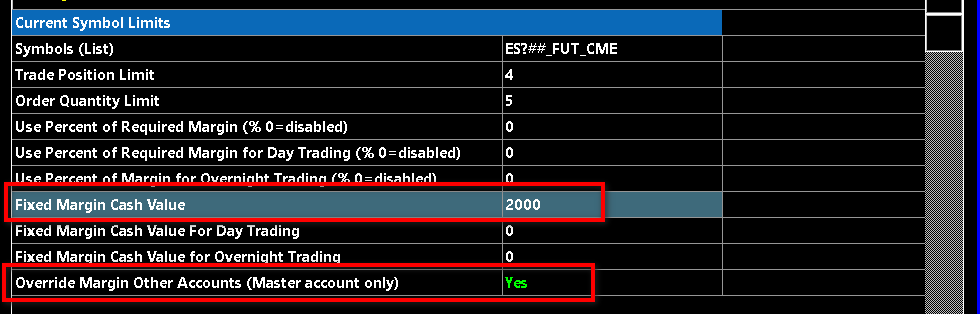 Current Symbol Limits
Symbols (List) ES?##_FUT_CME
Trade Position Limit 4
Order Quantity Limit 5
Use Percent of Required Margin (% 0=disabled) 0
Use Percent of Required Margin for Day Trading (% 0=disabled) 0
Use Percent of Margin for Overnight Trading (% 0=disabled) 0
Fixed Margin Cash Value 2000
Fixed Margin Cash Value For Day Trading 0
Fixed Margin Cash Value for Overnight Trading 0
Override Margin Other Accounts (Master account only) Yes